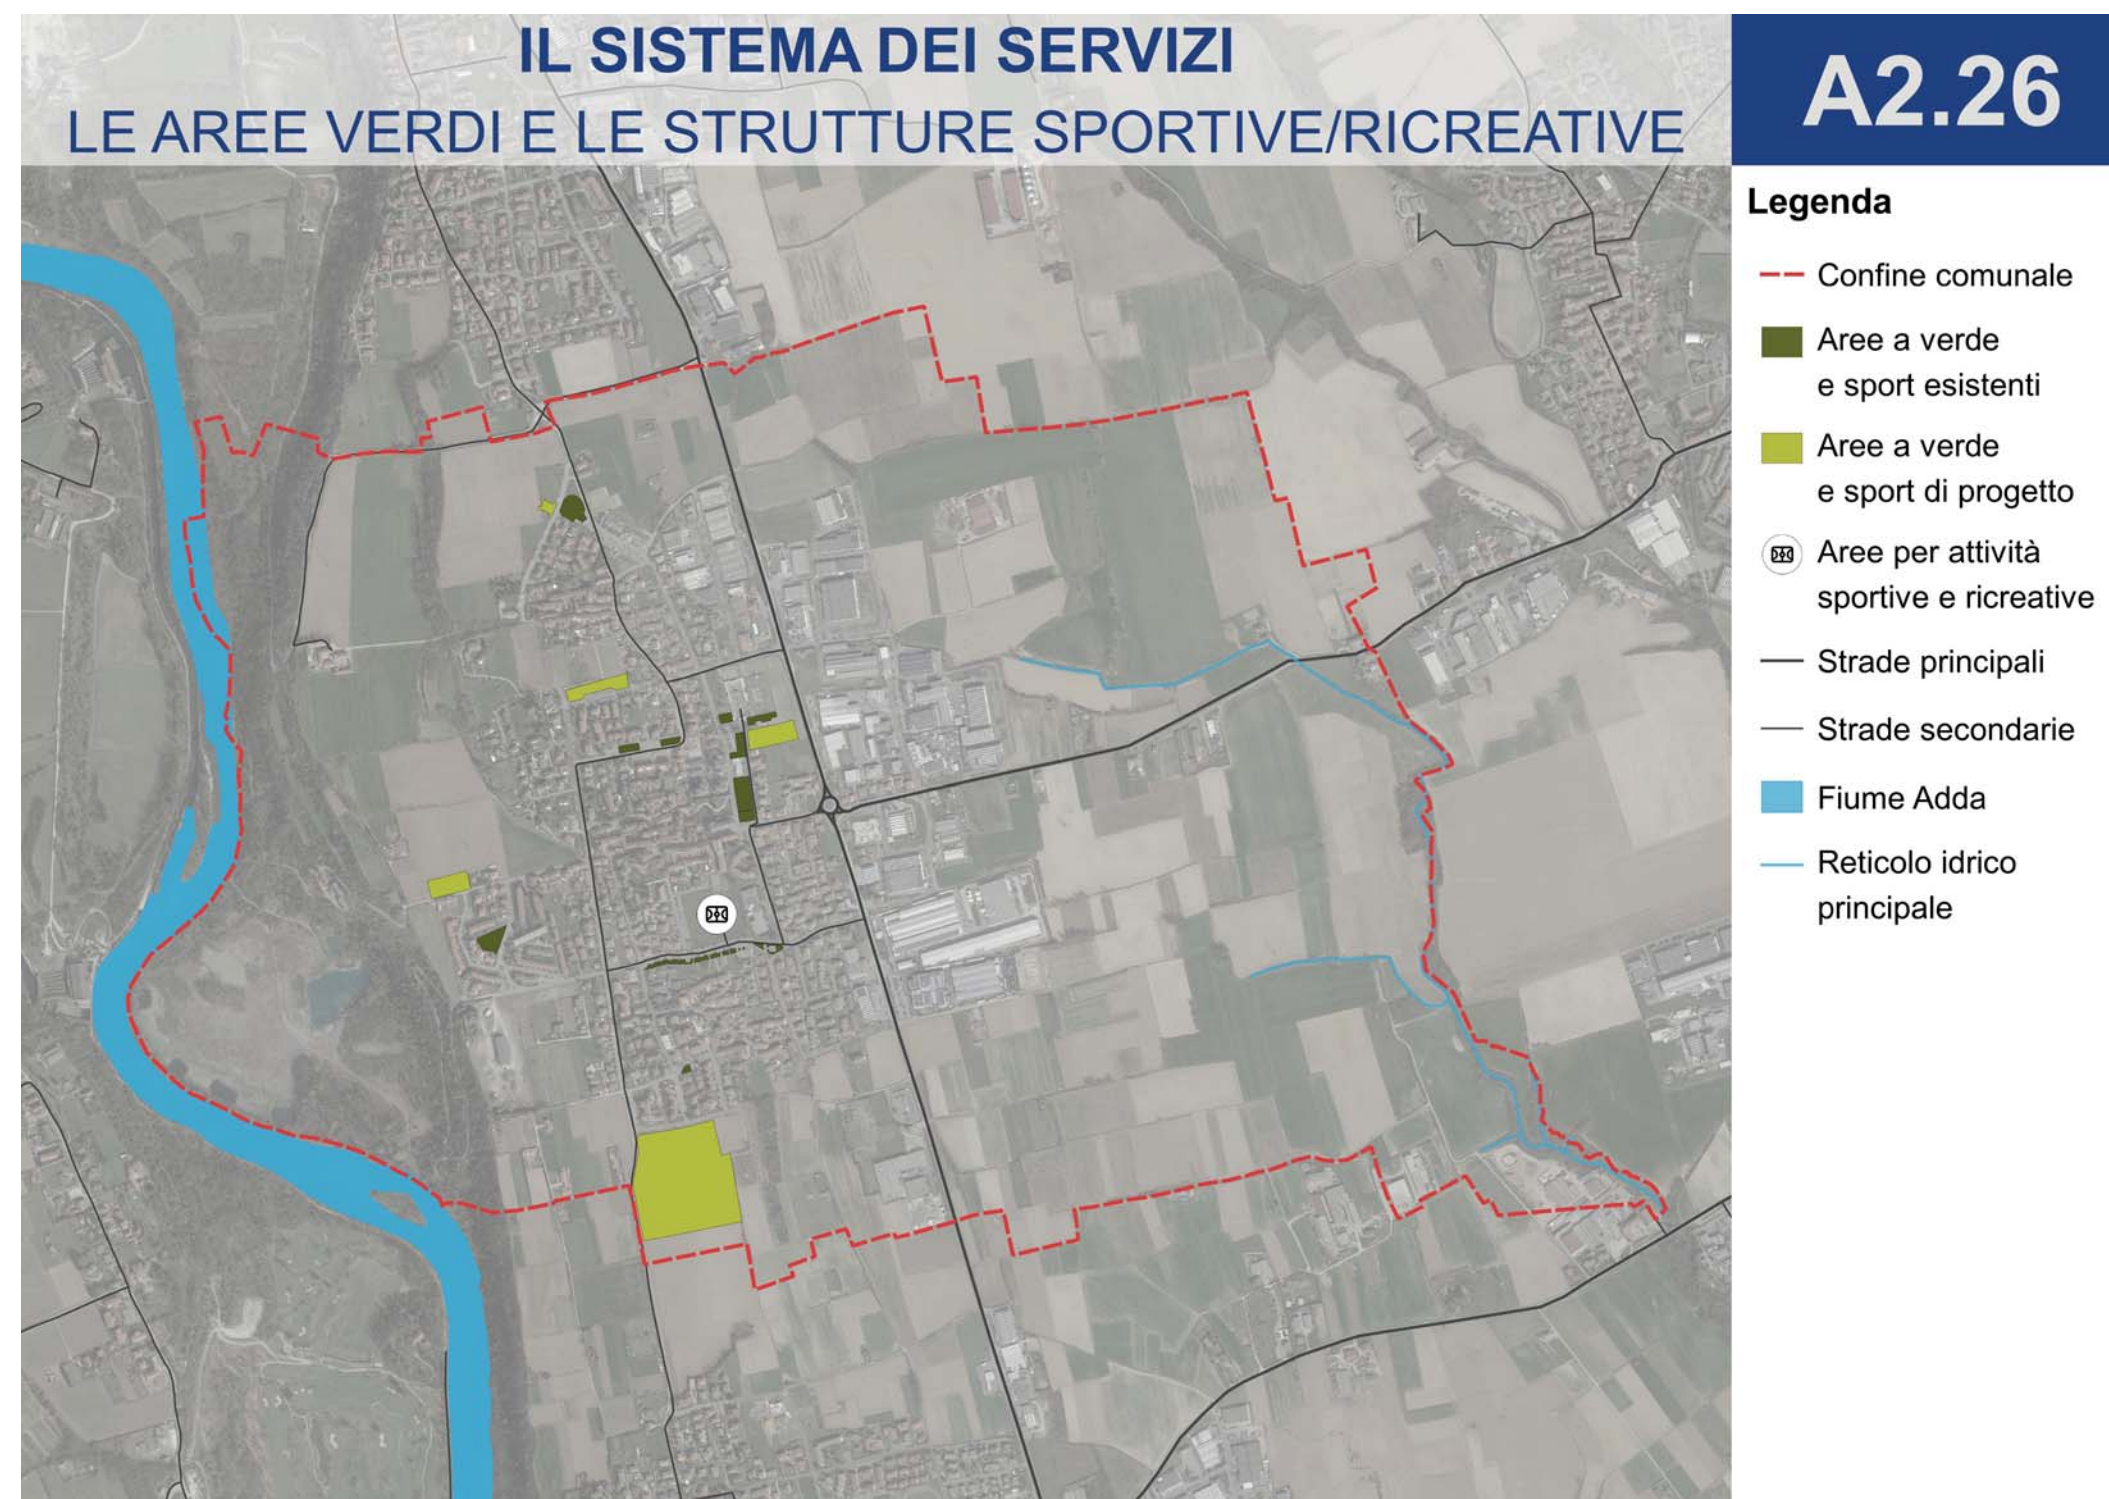 IL SISTEMA DEI SERVIZI
LE AREE VERDI E LE STRUTTURE SPORTIVE/RICREATIVE
A2.26
Legenda
Confine comunale
Aree a verde
e sport esistenti
Aree a verde
e sport di progetto
Aree per attività
sportive e ricreative
Strade principali
Strade secondarie
Fiume Adda
Reticolo idrico
principale